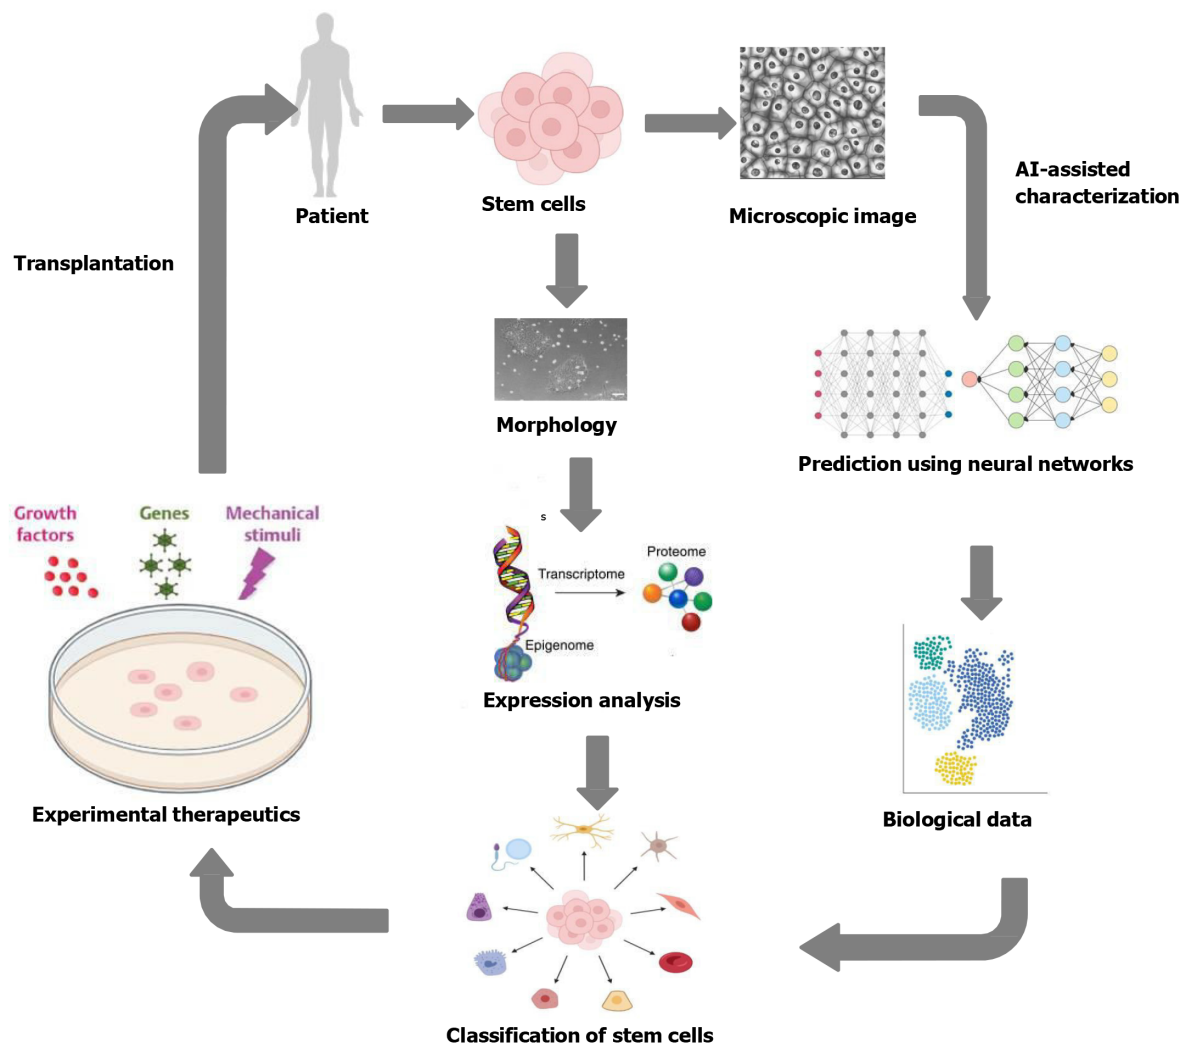 Patient
Stem cells
Microscopic image
AI-assisted
characterization
Transplantation
Morphology
Prediction using neural networks
Growth
factors
Genes
Mechanical
stimuli
s
Transcriptome
Proteome
Epigenome
Expression analysis
Experimental therapeutics
Biological data
Classification of stem cells